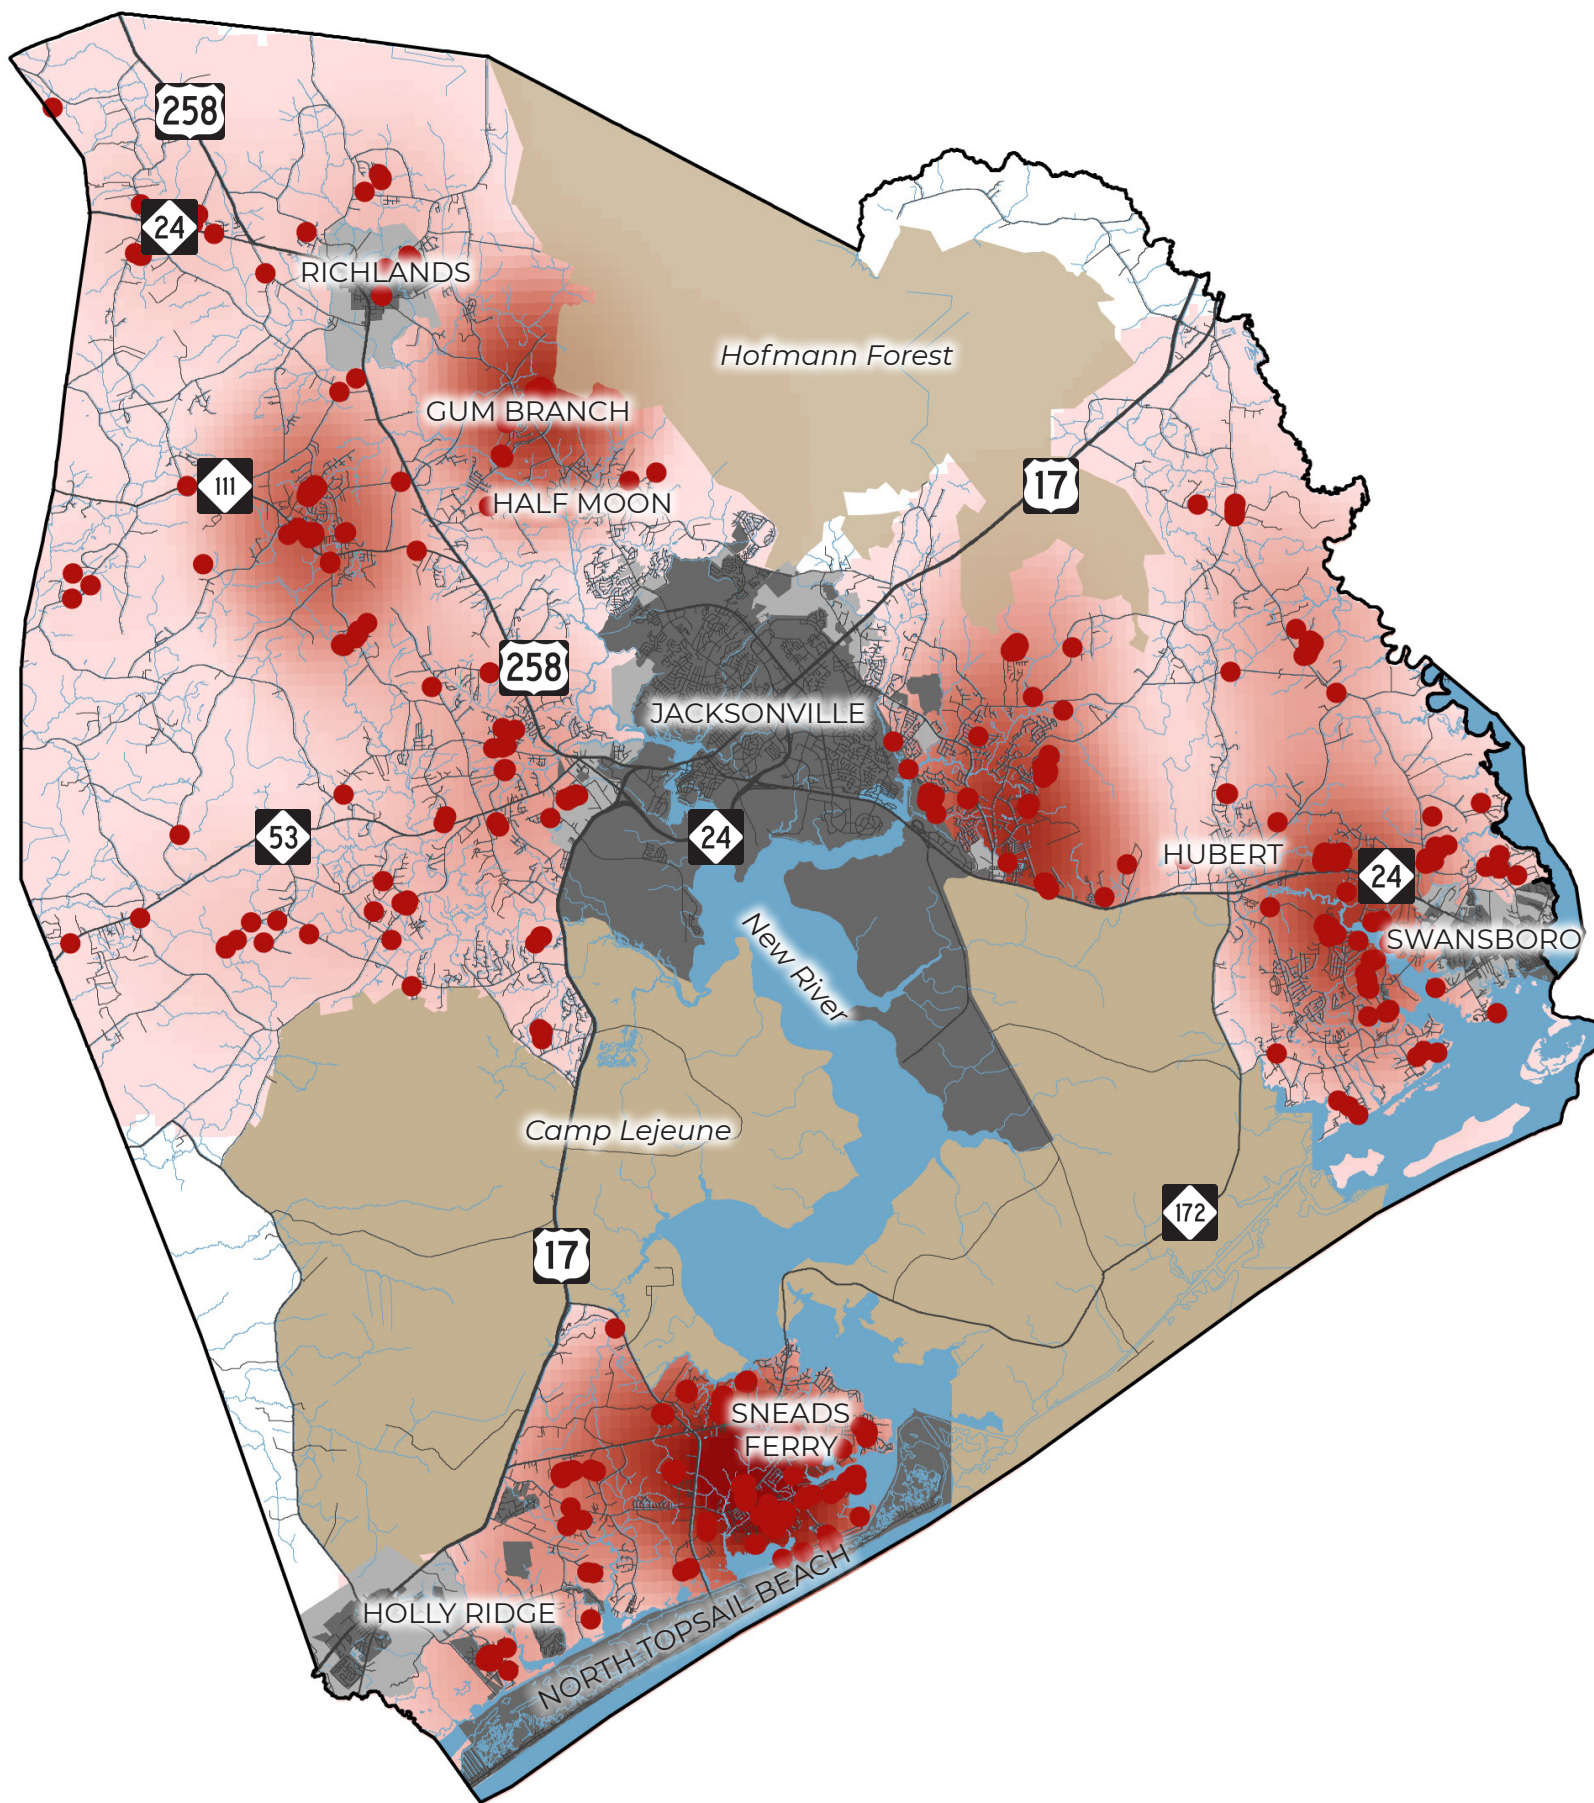 258
24
RICHLANDS
Hofmann Forest
GUM BRANCH
111
17
HALF MOON
258
JACKSONVILLE
53
24
HUBERT
24
SWANSBORO
New River
Camp Lejeune
172
17
SNEADS
FERRY
HOLLY RIDGE
NORTH TOPSAIL BEACH